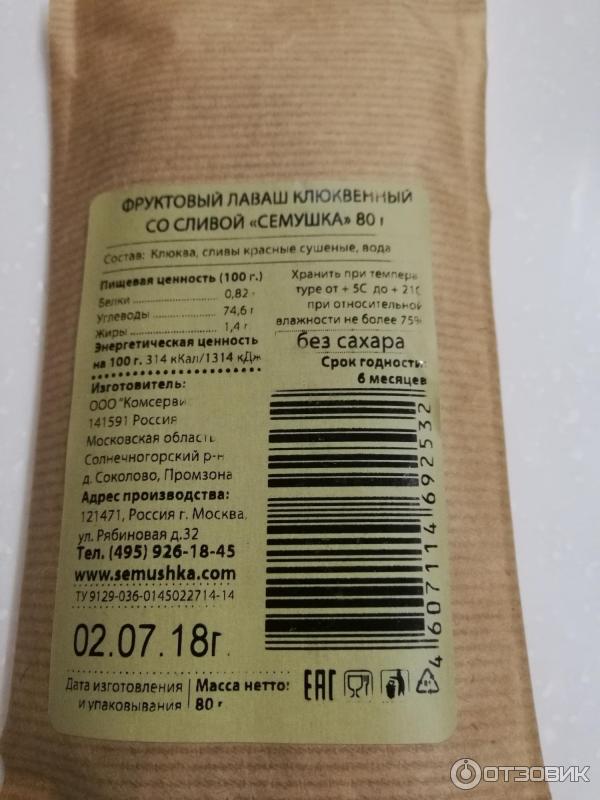 ФРУКТОВЫЙ ЛАВАШ КЛЮКВЕННЫЙ
СО СЛИВОЙ «СЕМУШКА» 80 г
Состав: Клюква, сливы красные сушеные, вода
Пищевая ценность (100 г.)
Белки ................ 0,82 г
Углеводы ................ 74,6 г
Жиры ................ 1,4 г
Энергетическая ценность
на 100 г. 314 кКал/1314 кДж
Хранить при темпера
туре от + 5С до + 21С
при относительной
влажности не более 75%
без сахара
Срок годности:
6 месяцев
Изготовитель:
ООО "Комсерви
141591 Россия
Московская область
Солнечногорский р-н
д. Соколово, Промзона
Адрес производства:
121471, Россия г. Москва,
ул. Рябиновая д.32
Тел. (495) 926-18-45
www.semushka.com
ТУ 9129-036-0145022714-14
4607114692532
02.07.18г.
Дата изготовления
и упаковывания
Масса нетто:
80 г
EAC
ОТЗОВИК